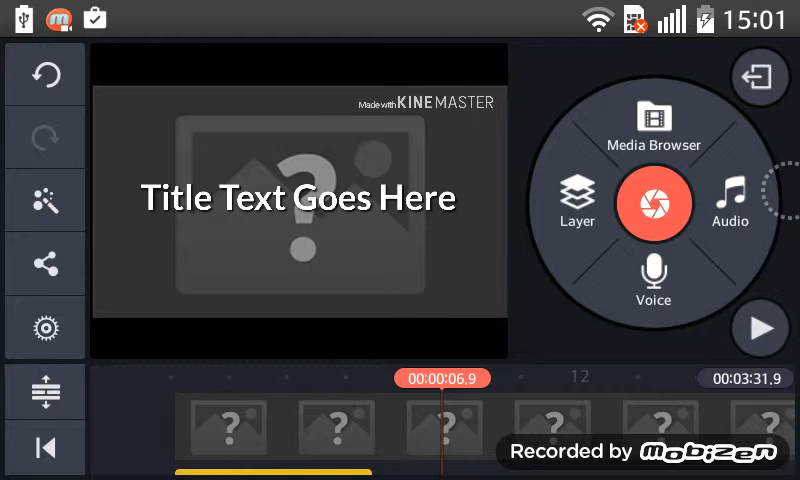 15:01
Made with KINEMASTER
Media Browser
Title Text Goes Here
Layer
Audio
Voice
00:00:06.9
12
00:03:31.9
Recorded by mobizen